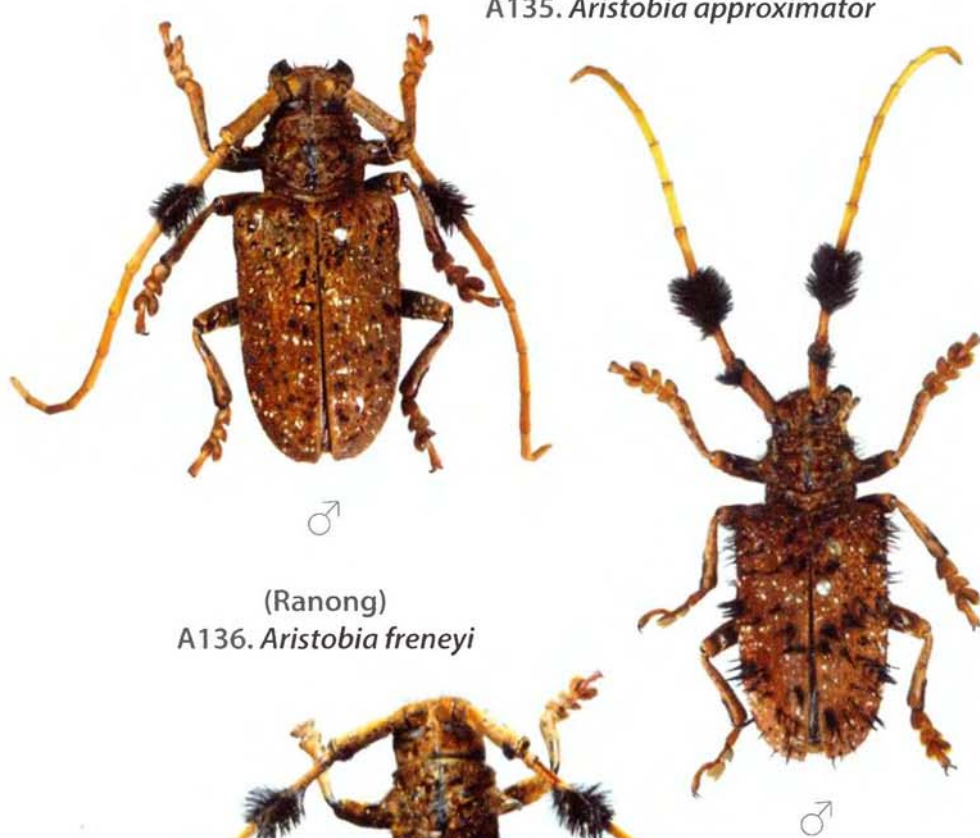 A135. Aristobia approximator
♂
(Ranong)
A136. Aristobia freneyi
♂